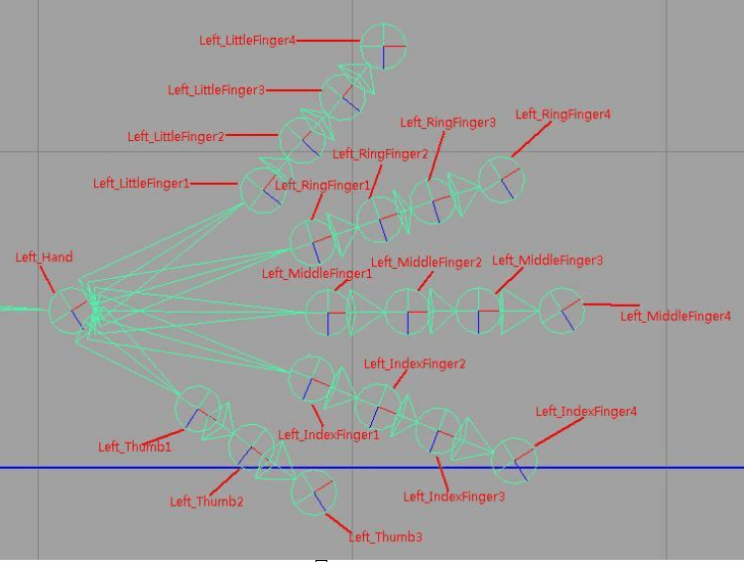 Left_LittleFinger4
Left_LittleFinger3
Left_RingFinger4
Left_RingFinger3
Left_LittleFinger2
Left_RingFinger2
Left_LittleFinger1
Left_RingFinger1
Left_Hand
Left_MiddleFinger1
Left_MiddleFinger2
Left_MiddleFinger3
Left_MiddleFinger4
Left_IndexFinger2
Left_IndexFinger4
Left_IndexFinger1
Left_Thumb1
Left_IndexFinger3
Left_Thumb2
Left_Thumb3